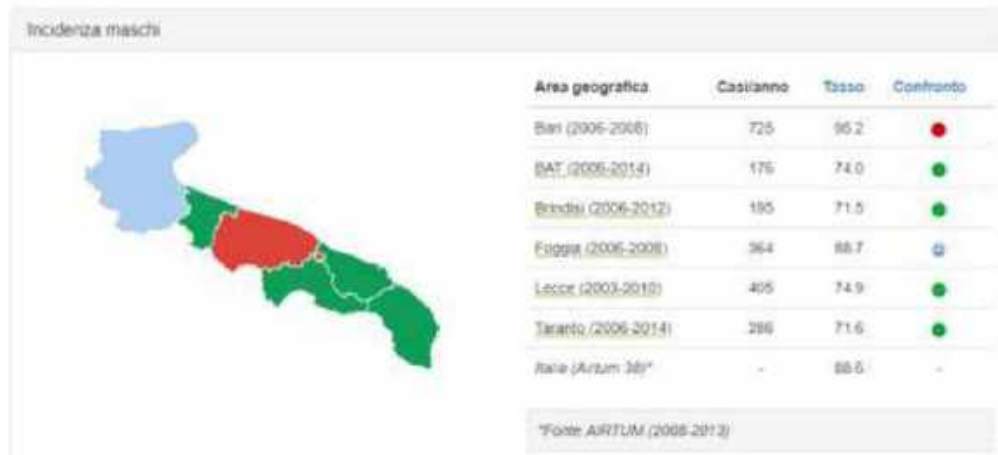 Incidenza maschi
Area geografica Casi/anno Tasso Confronto
Bari (2006-2008) 725 95.2
BAT (2006-2014) 176 74.0
Brindisi (2006-2012) 195 71.5
Foggia (2006-2008) 364 88.7
Lecce (2003-2010) 405 74.9
Taranto (2006-2014) 286 71.6
Italia (Airtum 38)* - 88.6 -
*Fonte AIRTUM (2008-2013)